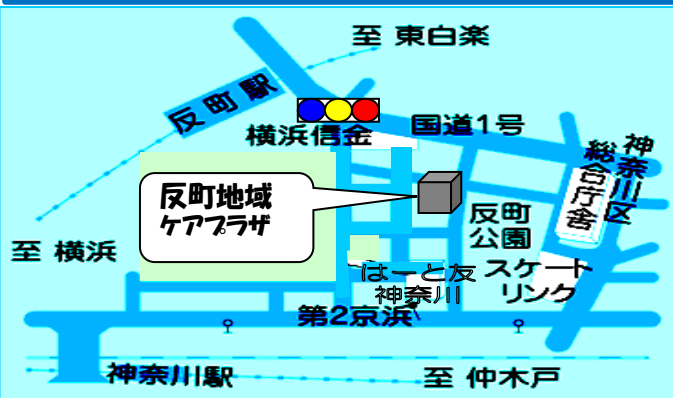 至 東白楽
反町駅
横浜信金
国道1号
神奈川区
総合庁舎
反町地域
ケアプラザ
反町
公園
至 横浜
はーと友
神奈川
スケート
リンク
第2京浜
神奈川駅
至 仲木戸